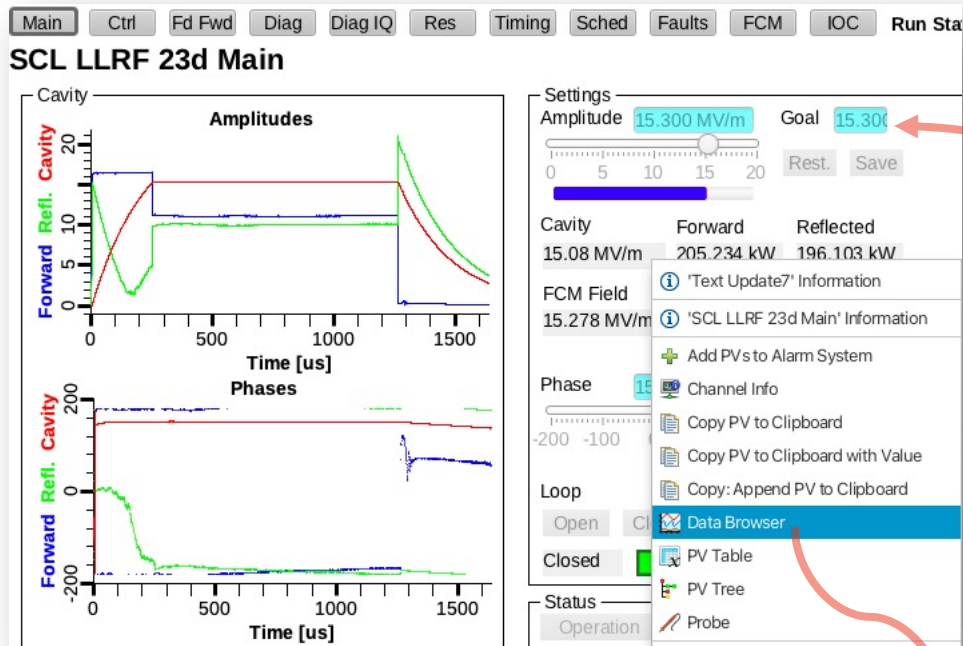 Main Ctrl Fd Fwd Diag Diag IQ Res Timing Sched Faults FCM IOC Run Sta
SCL LLRF 23d Main
Cavity
Amplitudes
Forward Refl. Cavity
20
10
5
0
0 500 1000 1500
Time [us]
Phases
Forward Refl. Cavity
200
0
-200
0 500 1000 1500
Time [us]
Settings
Amplitude 15.300 MV/m Goal 15.300
0 5 10 15 20
Rest. Save
Cavity Forward Reflected
15.08 MV/m 205.234 kW 196.103 kW
FCM Field
15.278 MV/m
Phase 15
-200 -100
Loop
Open Cl
Closed
Status
Operation
'Text Update7' Information
'SCL LLRF 23d Main' Information
Add PVs to Alarm System
Channel Info
Copy PV to Clipboard
Copy PV to Clipboard with Value
Copy: Append PV to Clipboard
Data Browser
PV Table
PV Tree
Probe